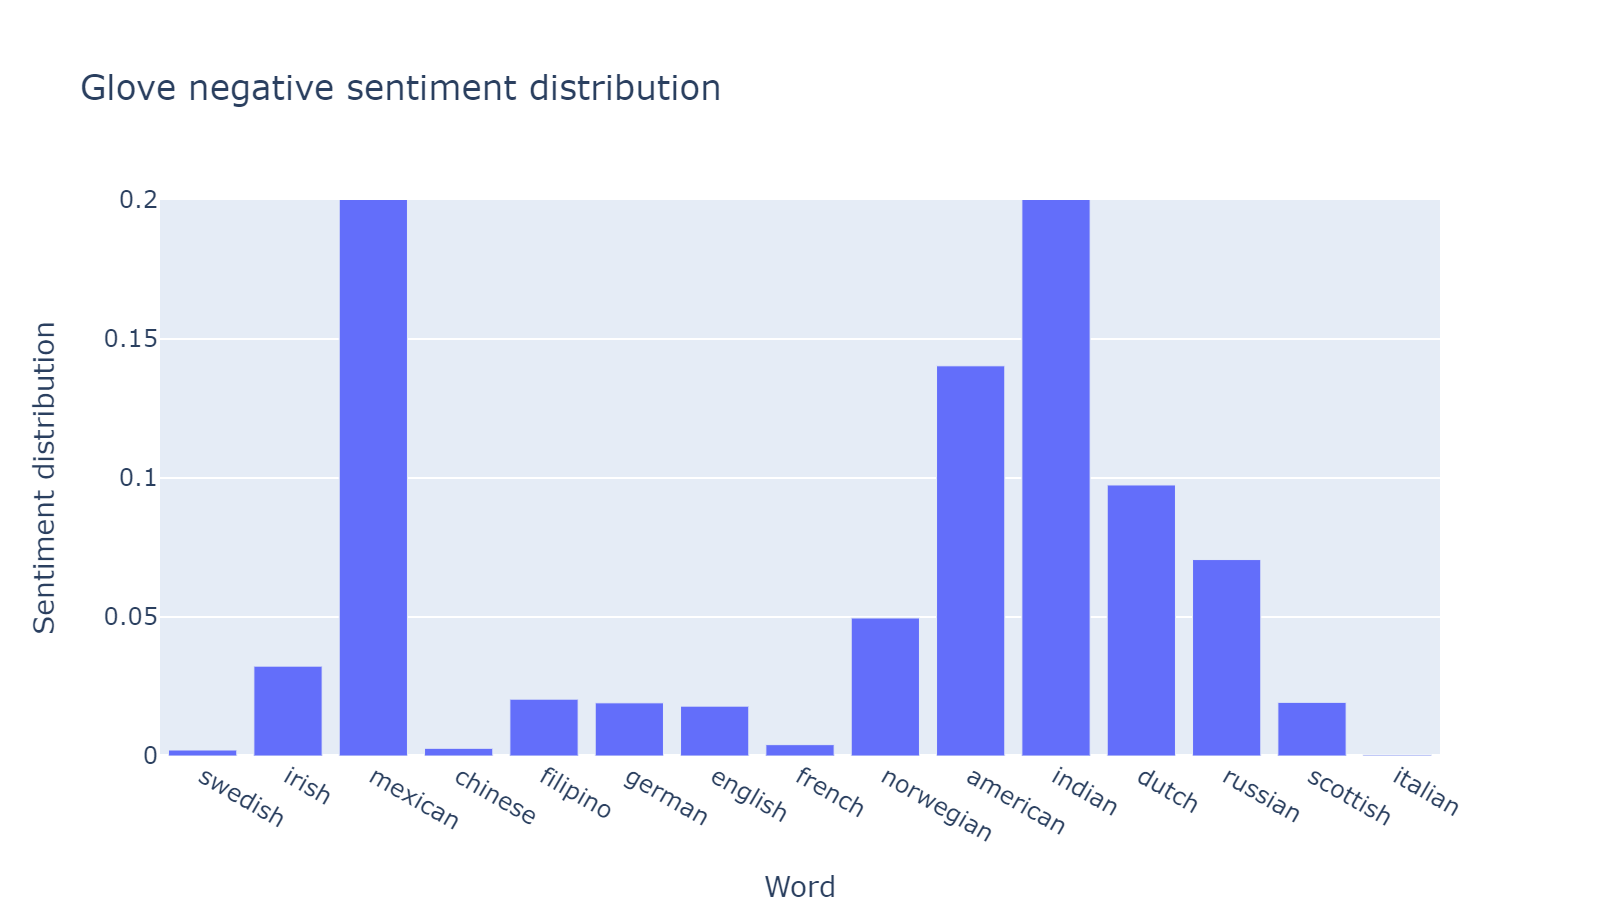 Glove negative sentiment distribution
Sentiment distribution
0.2
0.15
0.1
0.05
0
swedish
irish
mexican
chinese
filipino
german
english
french
norwegian
american
indian
dutch
russian
scottish
italian
Word